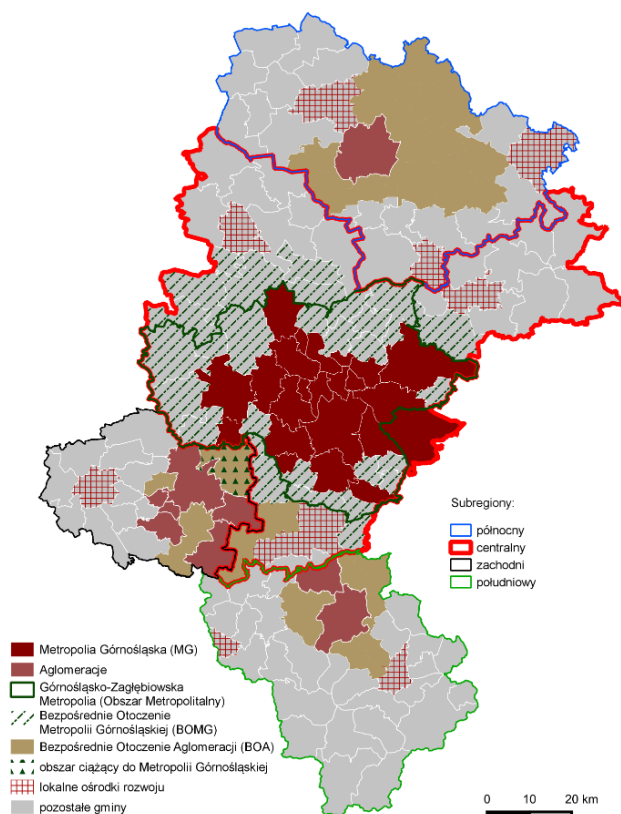 Subregiony:
północny
centralny
zachodni
południowy
Metropolia Górnośląska (MG)
Aglomeracje
Górnośląsko-Zagłębiowska
Metropolia (Obszar Metropolitalny)
Bezpośrednie Otoczenie
Metropolii Górnośląskiej (BOMG)
Bezpośrednie Otoczenie Aglomeracji (BOA)
obszar ciążący do Metropolii Górnośląskiej
lokalne ośrodki rozwoju
pozostałe gminy
0 10 20 km